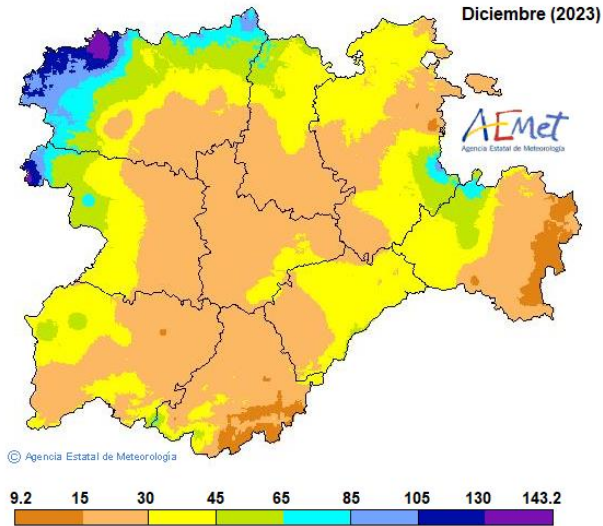 Diciembre (2023)
AEMet
Agencia Estatal de Meteorología
© Agencia Estatal de Meteorología
9.2 15 30 45 65 85 105 130 143.2